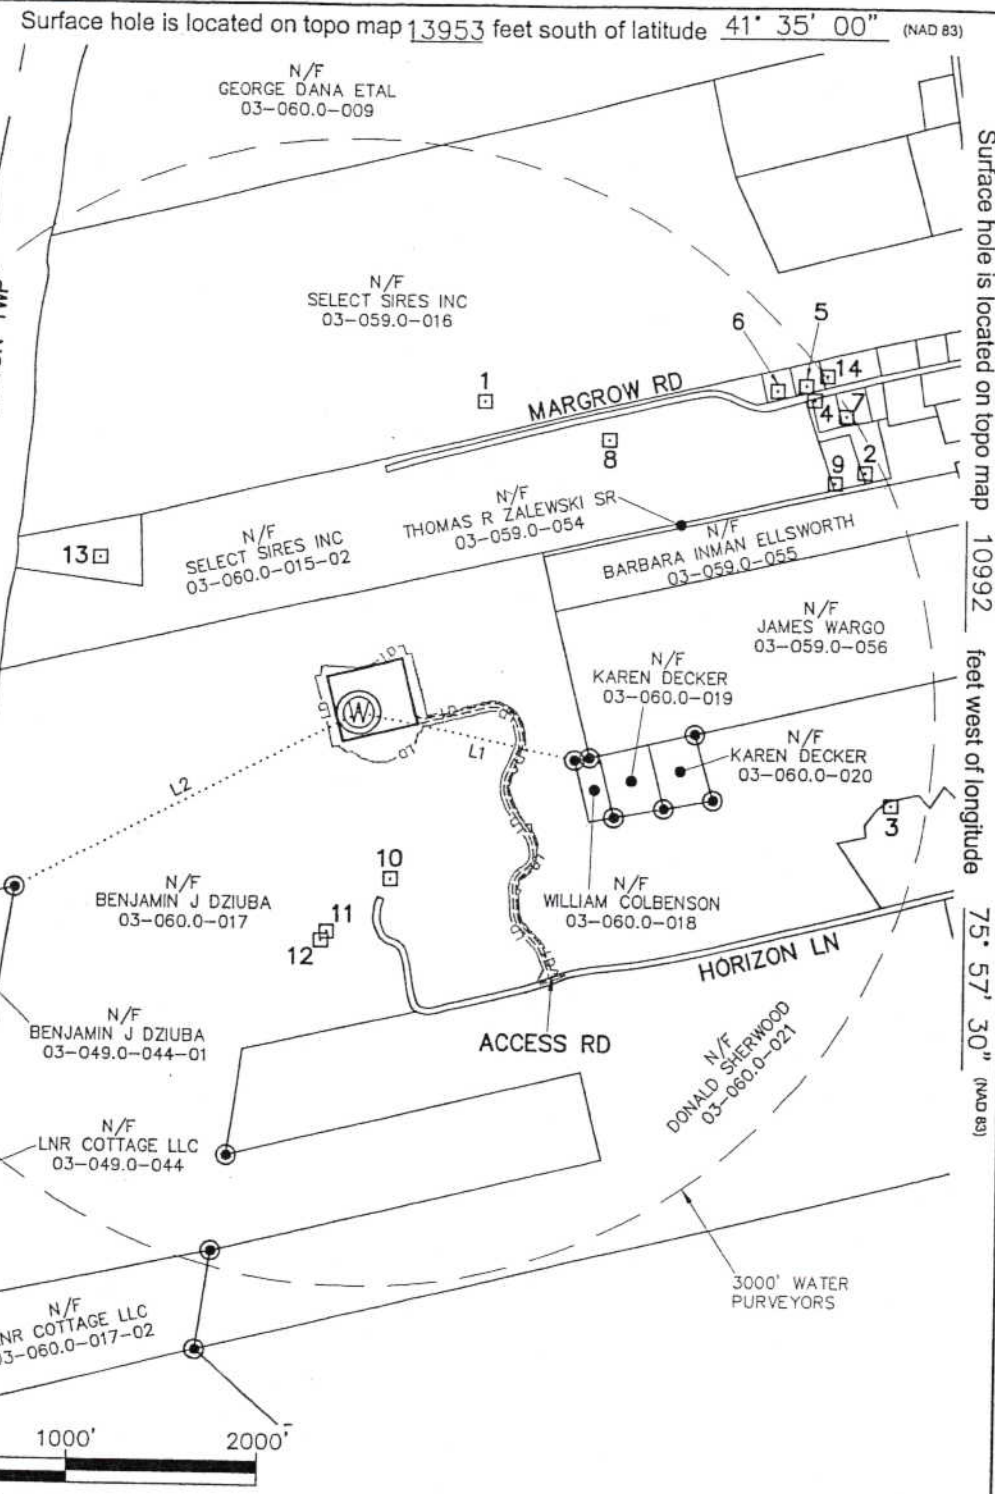 Surface hole is located on topo map 13953 feet south of latitude 41° 35' 00" (NAD 83)
Surface hole is located on topo map 10992 feet west of longitude 75° 57' 30" (NAD 83)
N/F
GEORGE DANA ETAL
03-060.0-009
N/F
SELECT SIRES INC
03-059.0-016
6
5
14
1
MARGROW RD
4
7
8
9
2
N/F
THOMAS R ZALEWSKI SR
03-059.0-054
N/F
SELECT SIRES INC
03-060.0-015-02
13
N/F
BARBARA INMAN ELLSWORTH
03-059.0-055
N/F
JAMES WARGO
03-059.0-056
N/F
KAREN DECKER
03-060.0-019
LD
LD
LD
LD
W
L1
N/F
KAREN DECKER
03-060.0-020
L2
3
10
N/F
BENJAMIN J DZIUBA
03-060.0-017
11
12
N/F
WILLIAM COLBENSON
03-060.0-018
HORIZON LN
N/F
BENJAMIN J DZIUBA
03-049.0-044-01
ACCESS RD
N/F
DONALD SHERWOOD
03-060.0-021
N/F
LNR COTTAGE LLC
03-049.0-044
3000' WATER
PURVEYORS
N/F
NR COTTAGE LLC
03-060.0-017-02
1000'
2000'